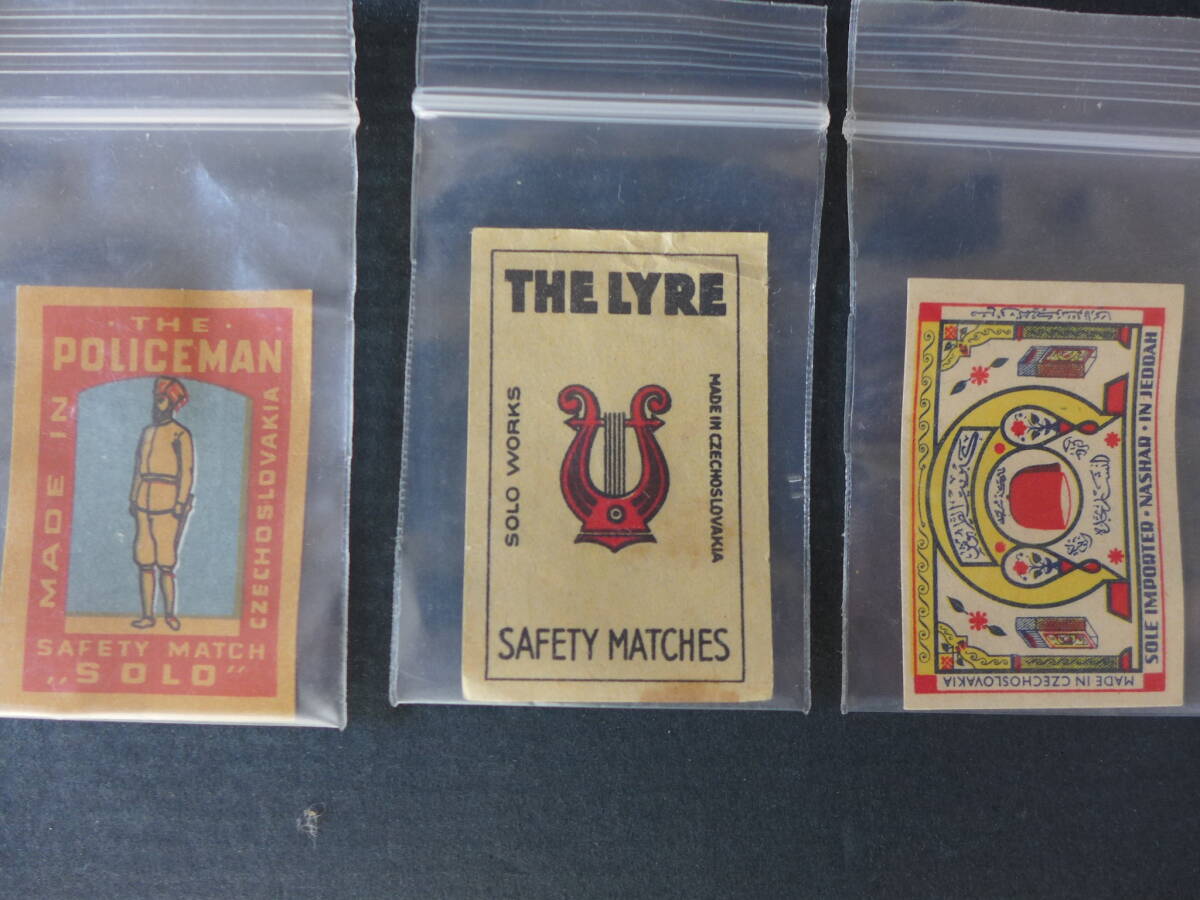 · THE ·
POLICEMAN
MADE IN
CZECHOSLOVAKIA
SAFETY MATCH
„SOLO”
THE LYRE
SOLO WORKS
MADE IN CZECHOSLOVAKIA
SAFETY MATCHES
SOLE IMPORTER · NASHAR · IN JEDDAH
MADE IN CZECHOSLOVAKIA